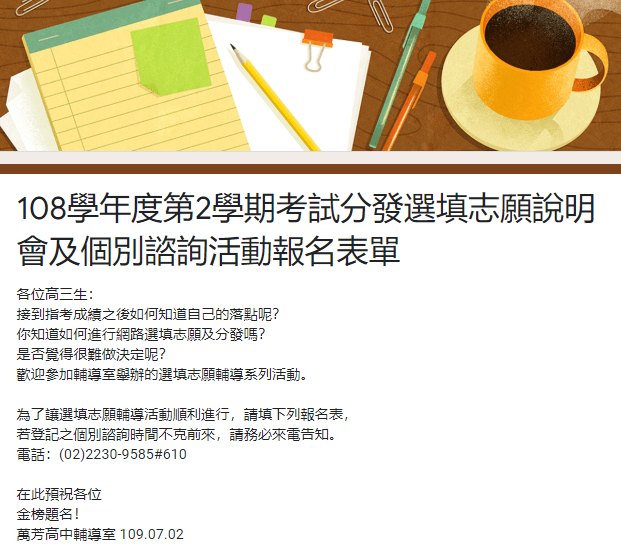 108學年度第2學期考試分發選填志願說明
會及個別諮詢活動報名表單
各位高三生：
接到指考成績之後如何知道自己的落點呢？
你知道如何進行網路選填志願及分發嗎？
是否覺得很難做決定呢？
歡迎參加輔導室舉辦的選填志願輔導系列活動。
為了讓選填志願輔導活動順利進行，請填下列報名表，
若登記之個別諮詢時間不克前來，請務必來電告知。
電話：(02)2230-9585#610
在此預祝各位
金榜題名！
萬芳高中輔導室 109.07.02